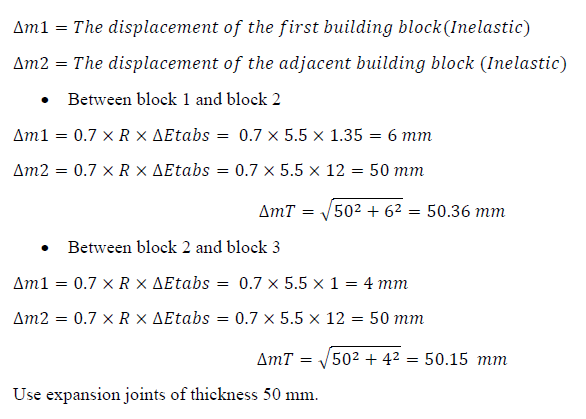 Δm1 = The displacement of the first building block(Inelastic)
Δm2 = The displacement of the adjacent building block (Inelastic)
• Between block 1 and block 2
Δm1 = 0.7 × R × ΔEtabs = 0.7 × 5.5 × 1.35 = 6 mm
Δm2 = 0.7 × R × ΔEtabs = 0.7 × 5.5 × 12 = 50 mm
ΔmT = √50² + 6² = 50.36 mm
• Between block 2 and block 3
Δm1 = 0.7 × R × ΔEtabs = 0.7 × 5.5 × 1 = 4 mm
Δm2 = 0.7 × R × ΔEtabs = 0.7 × 5.5 × 12 = 50 mm
ΔmT = √50² + 4² = 50.15 mm
Use expansion joints of thickness 50 mm.